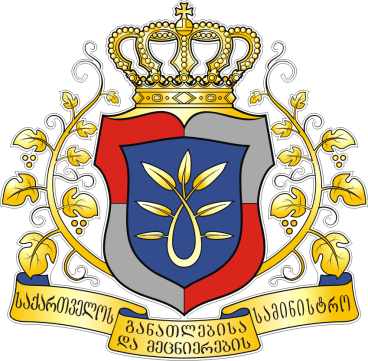 საქართველოს
განათლებისა
და მეცნიერების
სამინისტრო